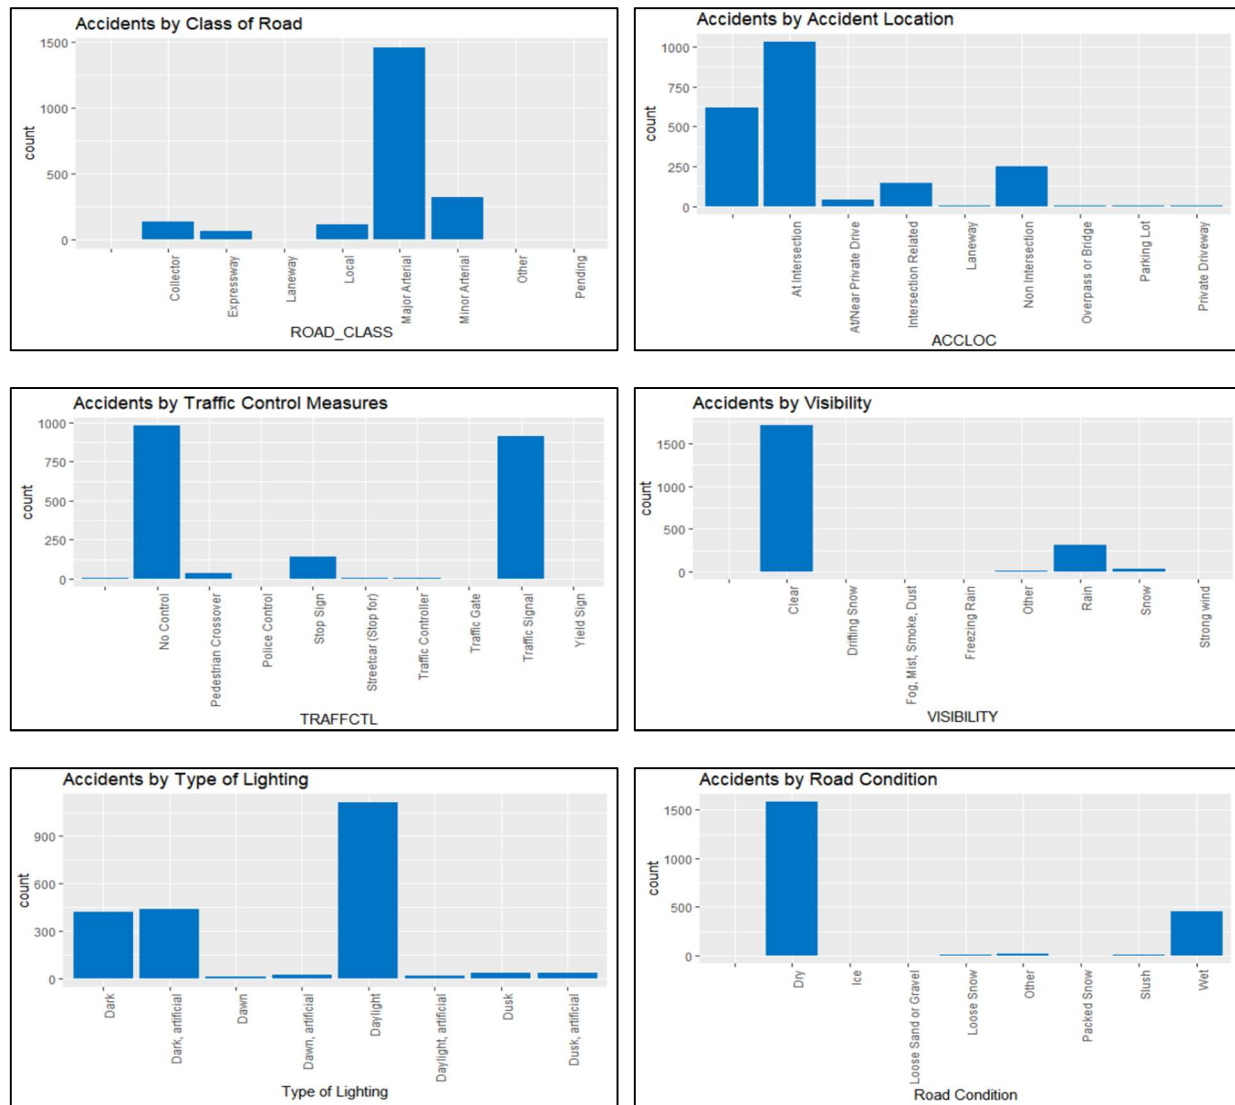 Accidents by Class of Road
1500
1000
500
0
count
Collector
Expressway
Laneway
Local
Major Arterial
Minor Arterial
Other
Pending
ROAD_CLASS
Accidents by Accident Location
1000
750
500
250
0
count
At Intersection
At/Near Private Drive
Intersection Related
Laneway
Non Intersection
Overpass or Bridge
Parking Lot
Private Driveway
ACCLOC
Accidents by Traffic Control Measures
1000
750
500
250
0
count
No Control
Pedestrian Crossover
Police Control
Stop Sign
Streetcar (Stop for)
Traffic Controller
Traffic Gate
Traffic Signal
Yield Sign
TRAFFCTL
Accidents by Visibility
1500
1000
500
0
count
Clear
Drifting Snow
Fog, Mist, Smoke, Dust
Freezing Rain
Other
Rain
Snow
Strong wind
VISIBILITY
Accidents by Type of Lighting
900
600
300
0
count
Dark
Dark, artificial
Dawn
Dawn, artificial
Daylight
Daylight, artificial
Dusk
Dusk, artificial
Type of Lighting
Accidents by Road Condition
1500
1000
500
0
count
Dry
Ice
Loose Sand or Gravel
Loose Snow
Other
Packed Snow
Slush
Wet
Road Condition